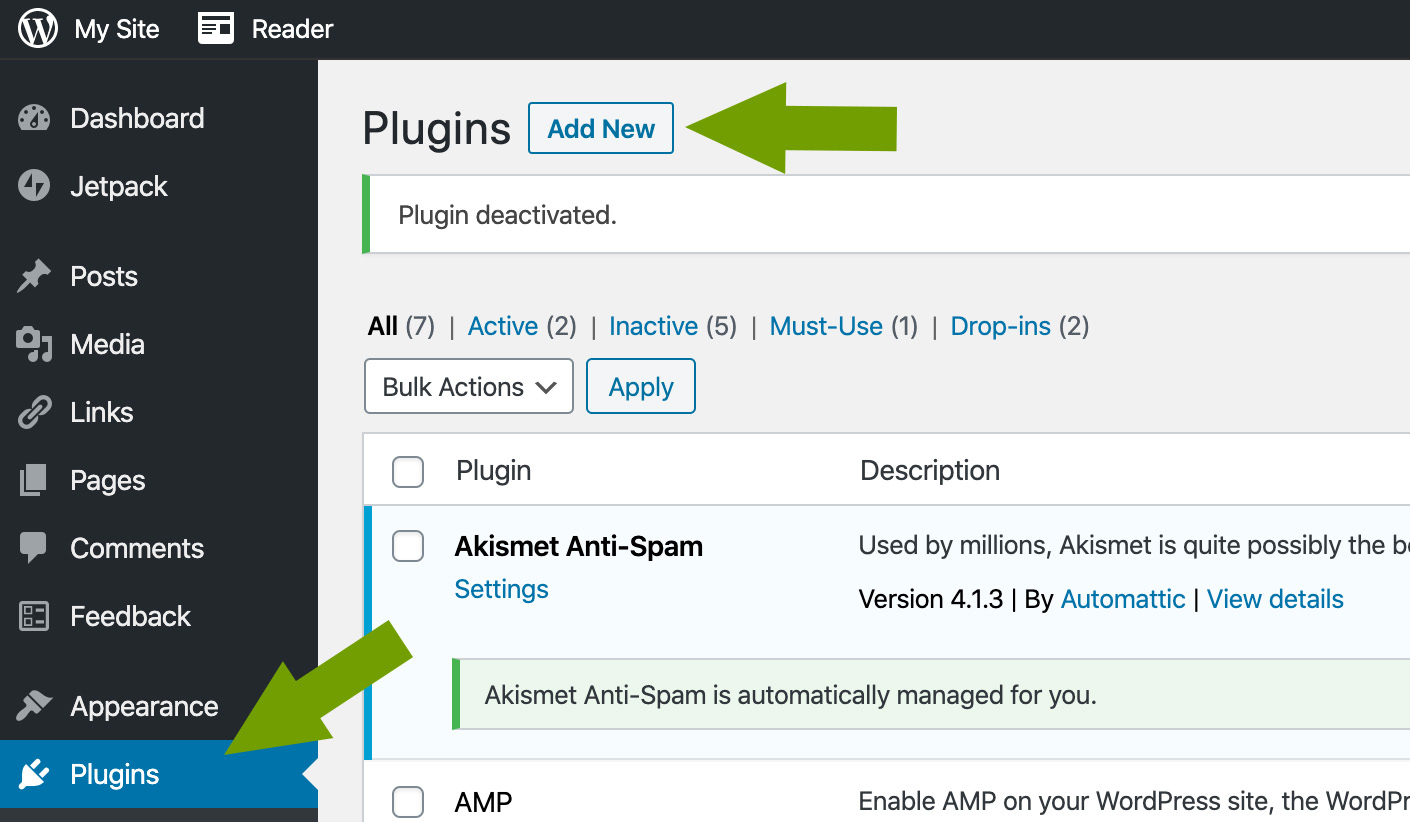 My Site Reader
Dashboard
Jetpack
Posts
Media
Links
Pages
Comments
Feedback
Appearance
Plugins
Plugins Add New
Plugin deactivated.
All (7) | Active (2) | Inactive (5) | Must-Use (1) | Drop-ins (2)
Bulk Actions Apply
Plugin Description
Akismet Anti-Spam Used by millions, Akismet is quite possibly the
Settings
Version 4.1.3 | By Automattic | View details
Akismet Anti-Spam is automatically managed for you.
AMP Enable AMP on your WordPress site, the